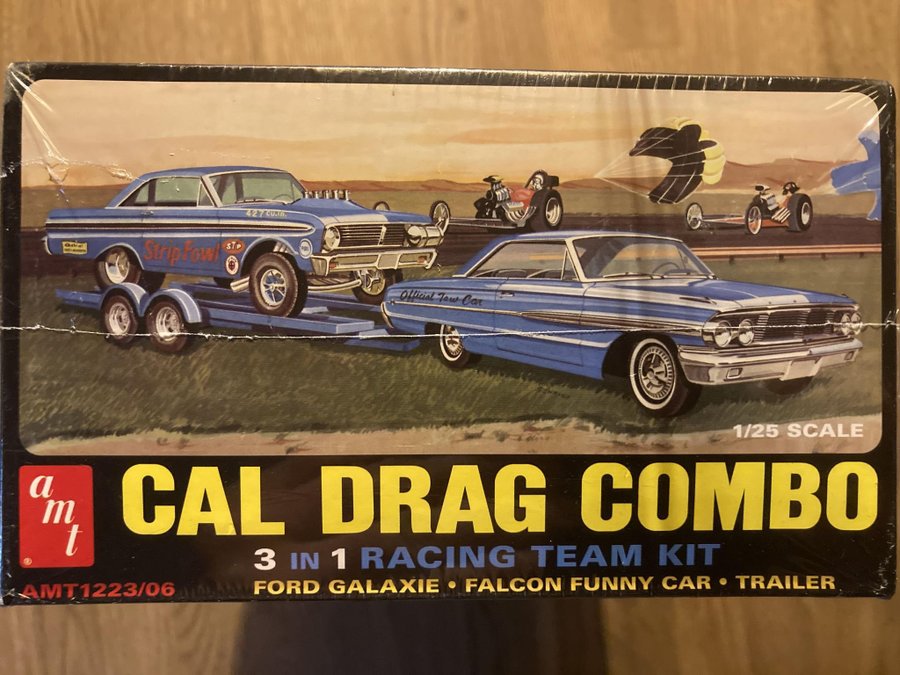 427 CU.IN.
Strip Fowl
STP
Official Tow Car
1/25 SCALE
amt
®
CAL DRAG COMBO
3 IN 1 RACING TEAM KIT
AMT1223/06
FORD GALAXIE • FALCON FUNNY CAR • TRAILER